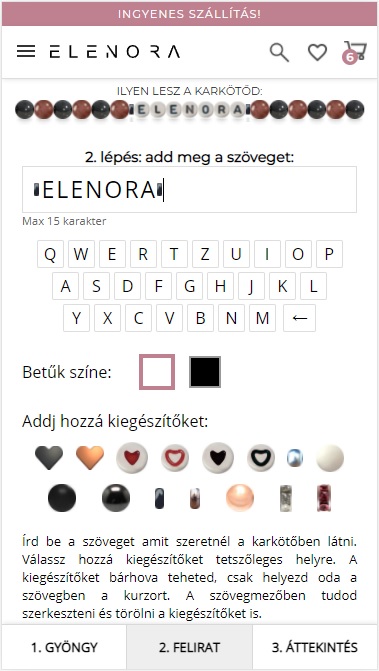 INGYENES SZÁLLÍTÁS!
ELENORA
6
ILYEN LESZ A KARKÖTŐD:
ELENORA
2. lépés: add meg a szöveget:
ELENORA
Max 15 karakter
Q W E R T Z U I O P
A S D F G H J K L
Y X C V B N M ←
Betűk színe:
Addj hozzá kiegészítőket:
Írd be a szöveget amit szeretnél a karkötőben látni.
Válassz hozzá kiegészítőket tetszőleges helyre. A
kiegészítőket bárhova teheted, csak helyezd oda a
szövegben a kurzort. A szövegmezőben tudod
szerkeszteni és törölni a kiegészítőket is.
1. GYÖNGY 2. FELIRAT 3. ÁTTEKINTÉS